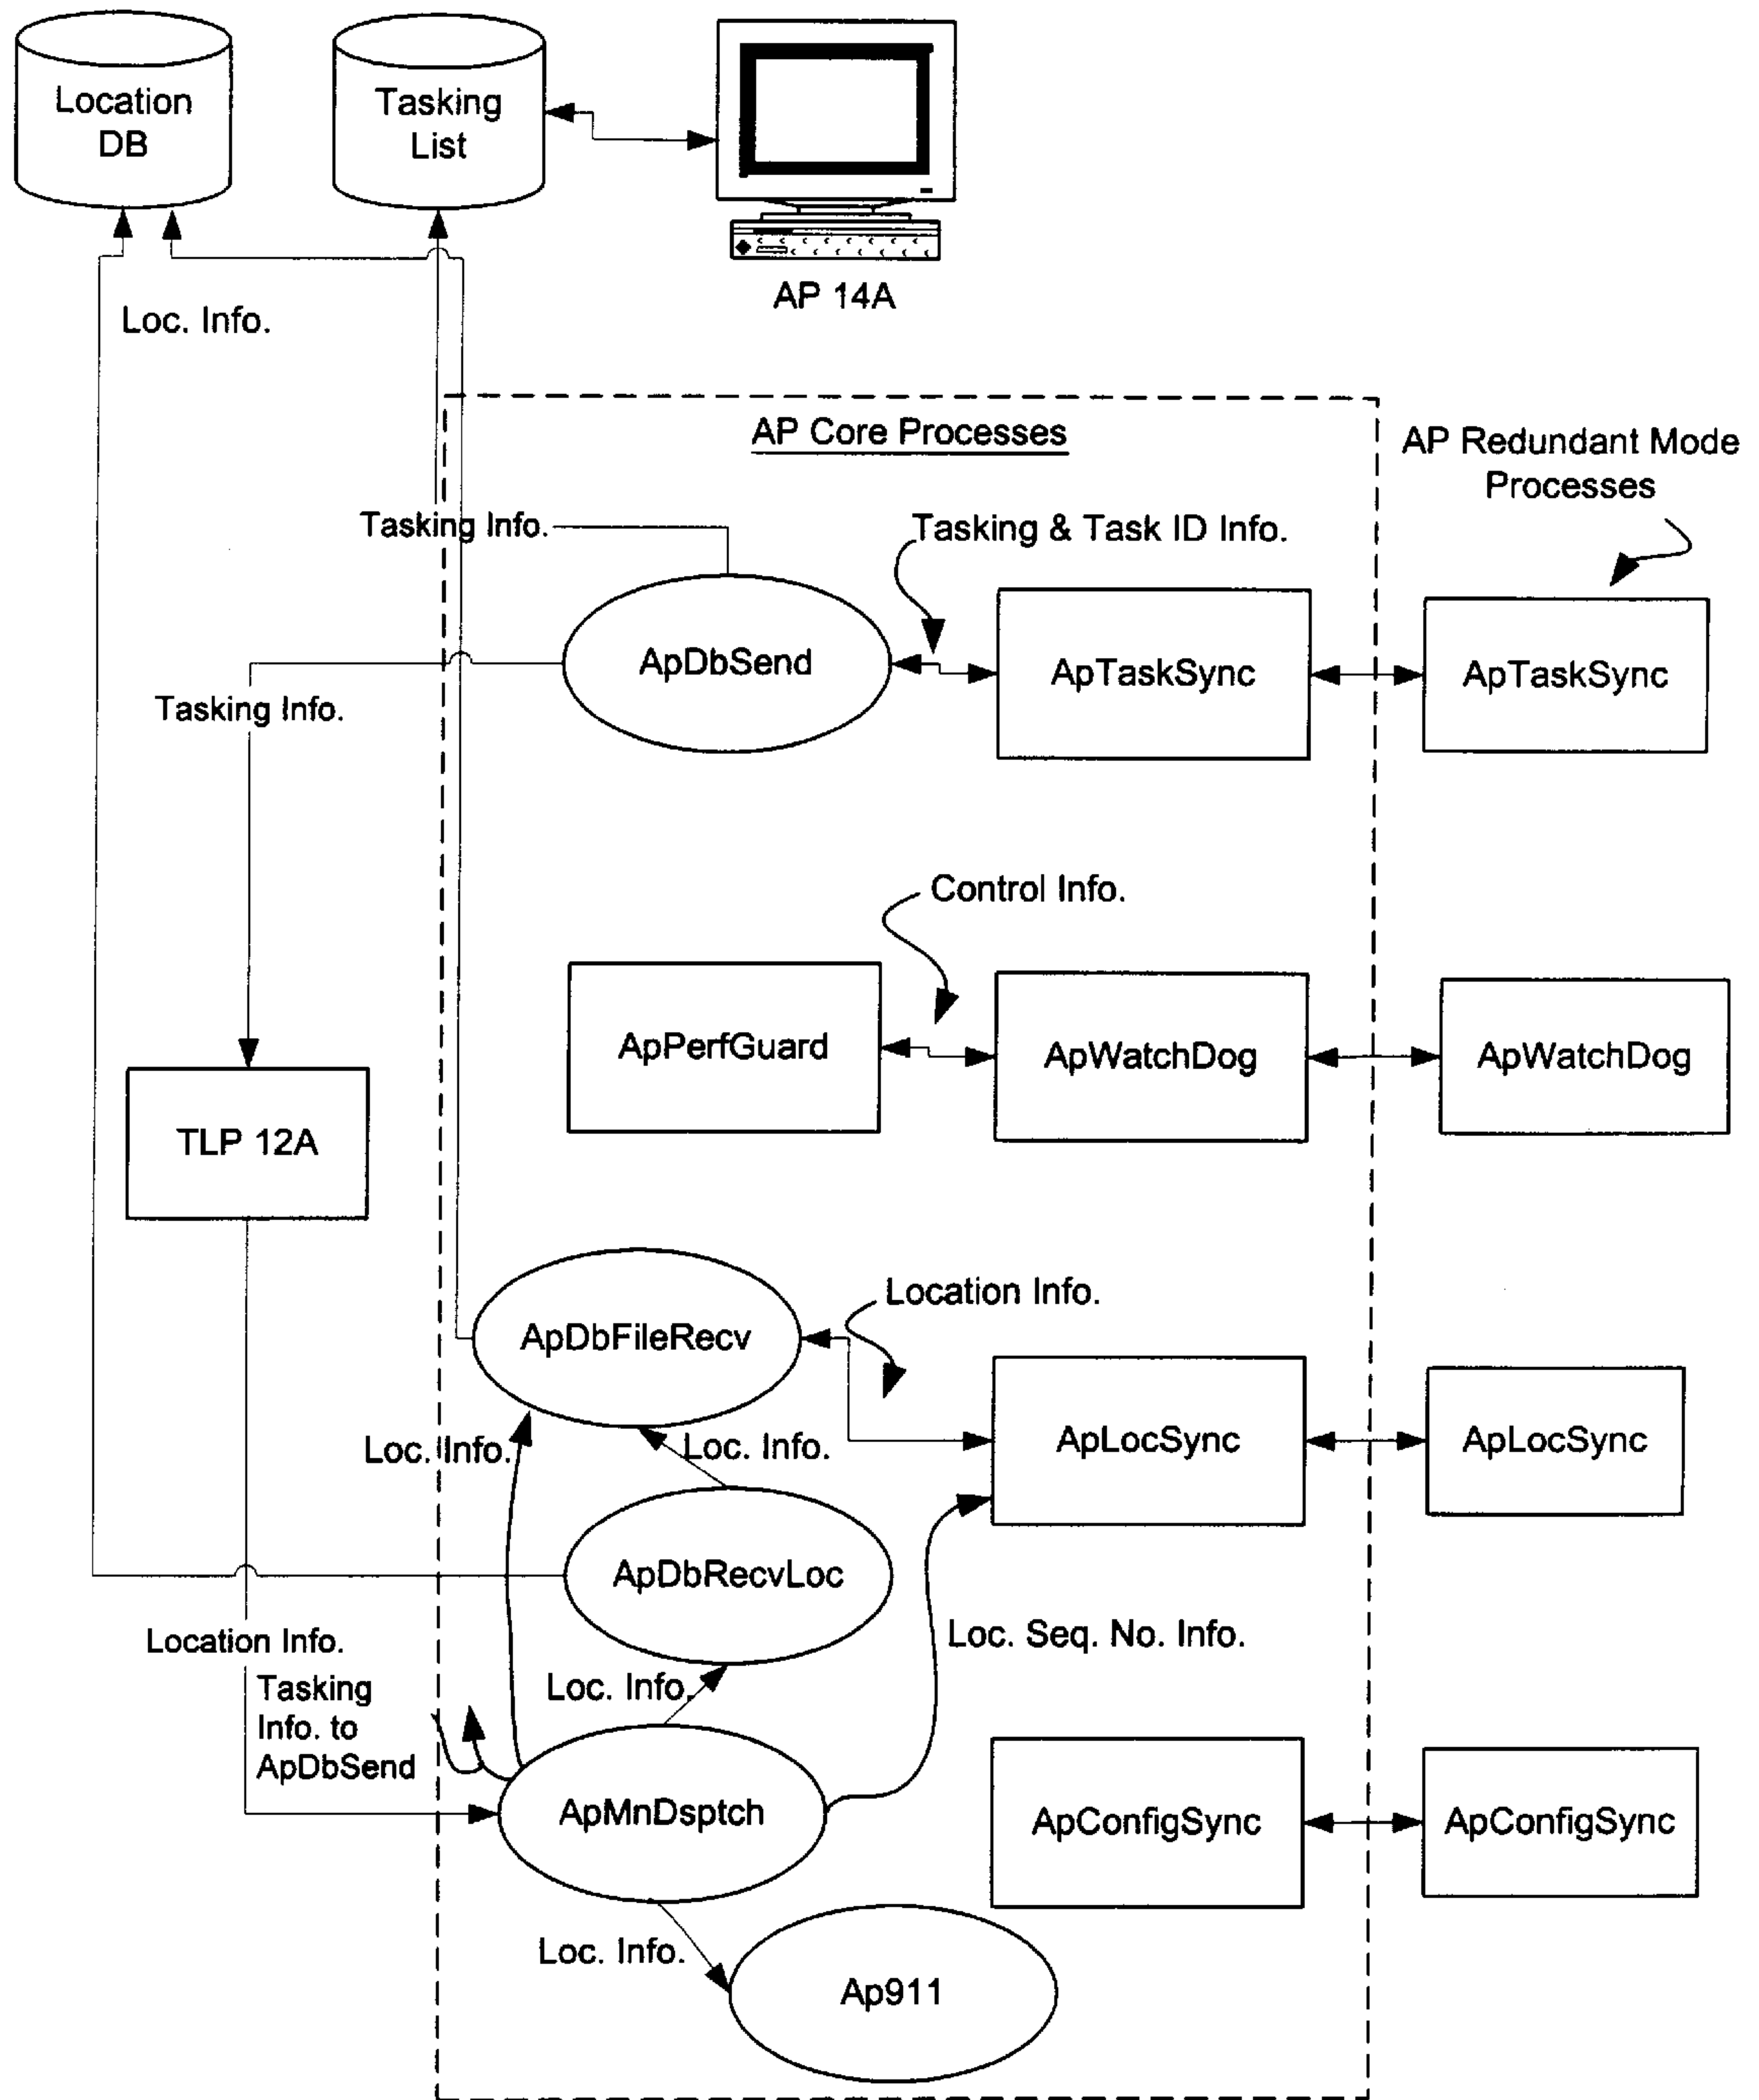 Location
DB
Tasking
List
AP 14A
Loc. Info.
AP Core Processes
AP Redundant Mode
Processes
Tasking Info.
Tasking & Task ID Info.
ApDbSend
ApTaskSync
ApTaskSync
Tasking Info.
Control Info.
ApPerfGuard
ApWatchDog
ApWatchDog
TLP 12A
Location Info.
ApDbFileRecv
Loc. Info.
Loc. Info.
ApLocSync
ApLocSync
ApDbRecvLoc
Location Info.
Loc. Seq. No. Info.
Tasking
Info. to
ApDbSend
Loc. Info.
ApMnDsptch
ApConfigSync
ApConfigSync
Loc. Info.
Ap911